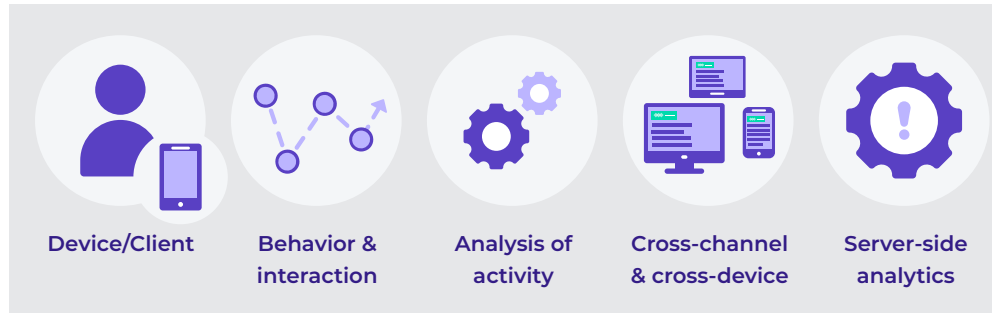 Device/Client
Behavior &
interaction
Analysis of
activity
Cross-channel
& cross-device
Server-side
analytics